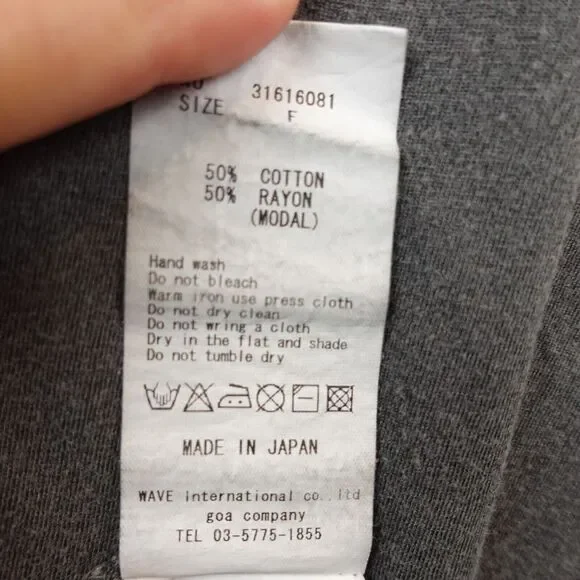 31616081
SIZE F
50% COTTON
50% RAYON
(MODAL)
Hand wash
Do not bleach
Warm iron use press cloth
Do not dry clean
Do not wring a cloth
Dry in the flat and shade
Do not tumble dry
MADE IN JAPAN
WAVE International co.,ltd
goa company
TEL 03-5775-1855